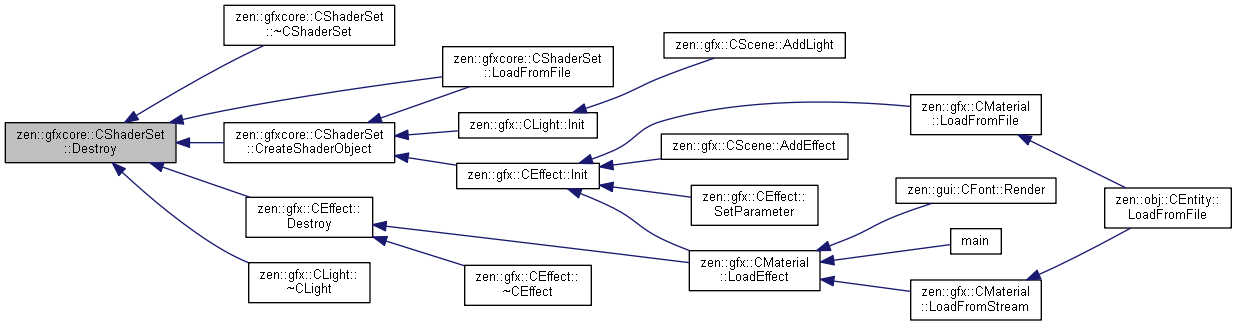 zen::gfxcore::CShaderSet
::Destroy
zen::gfxcore::CShaderSet
::~CShaderSet
zen::gfxcore::CShaderSet
::LoadFromFile
zen::gfxcore::CShaderSet
::CreateShaderObject
zen::gfx::CEffect::
Destroy
zen::gfx::CLight::
~CLight
zen::gfx::CLight::Init
zen::gfx::CEffect::Init
zen::gfx::CEffect::
~CEffect
zen::gfx::CScene::AddLight
zen::gfx::CScene::AddEffect
zen::gfx::CEffect::
SetParameter
zen::gfx::CMaterial
::LoadEffect
zen::gfx::CMaterial
::LoadFromFile
zen::gui::CFont::Render
main
zen::gfx::CMaterial
::LoadFromStream
zen::obj::CEntity::
LoadFromFile